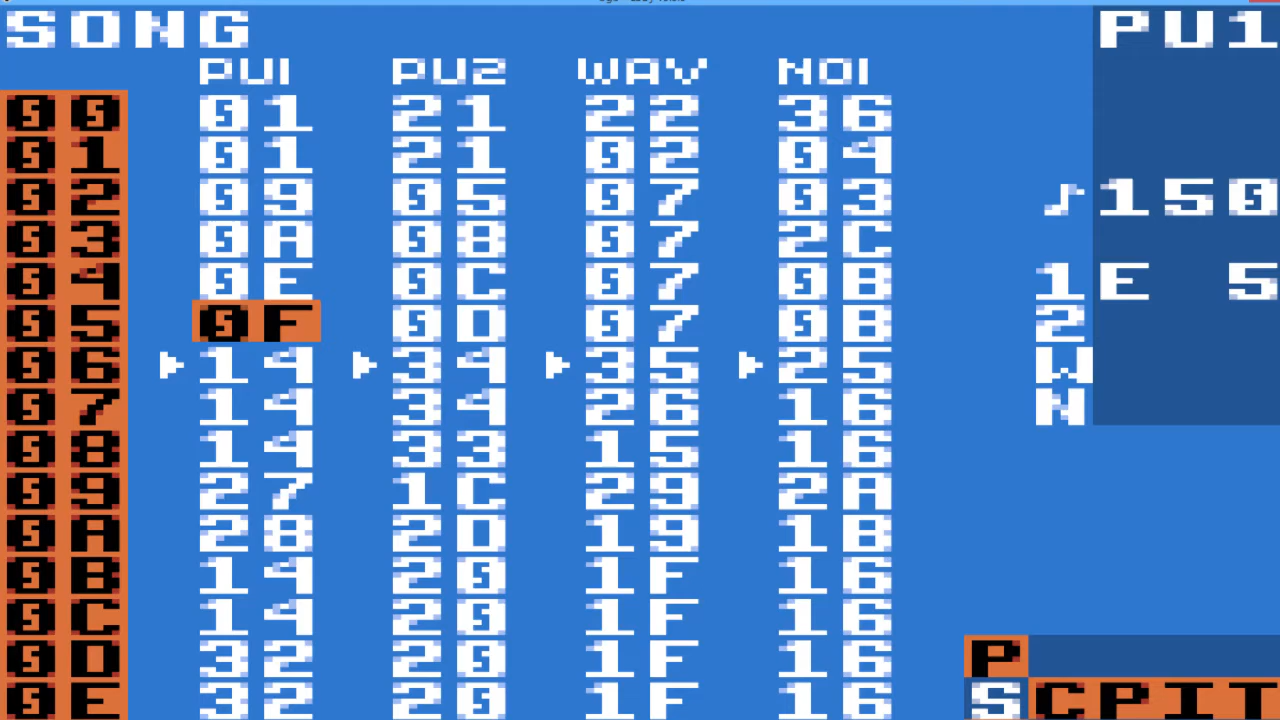 SONG PU1
PU1 PU2 WAV NOI
00 01 21 22 36
01 01 21 02 04
02 09 05 07 03 ♪150
03 0A 08 07 2C
04 0E 0C 07 0B 1E 5
05 0F 0D 07 0B 2
06 14 34 35 25 W
07 14 34 26 16 N
08 14 33 15 16
09 27 1C 29 2A
0A 28 2D 19 1B
0B 14 20 1F 16
0C 14 20 1F 16
0D 32 20 1F 16 P
0E 32 20 1F 16 SCPIT